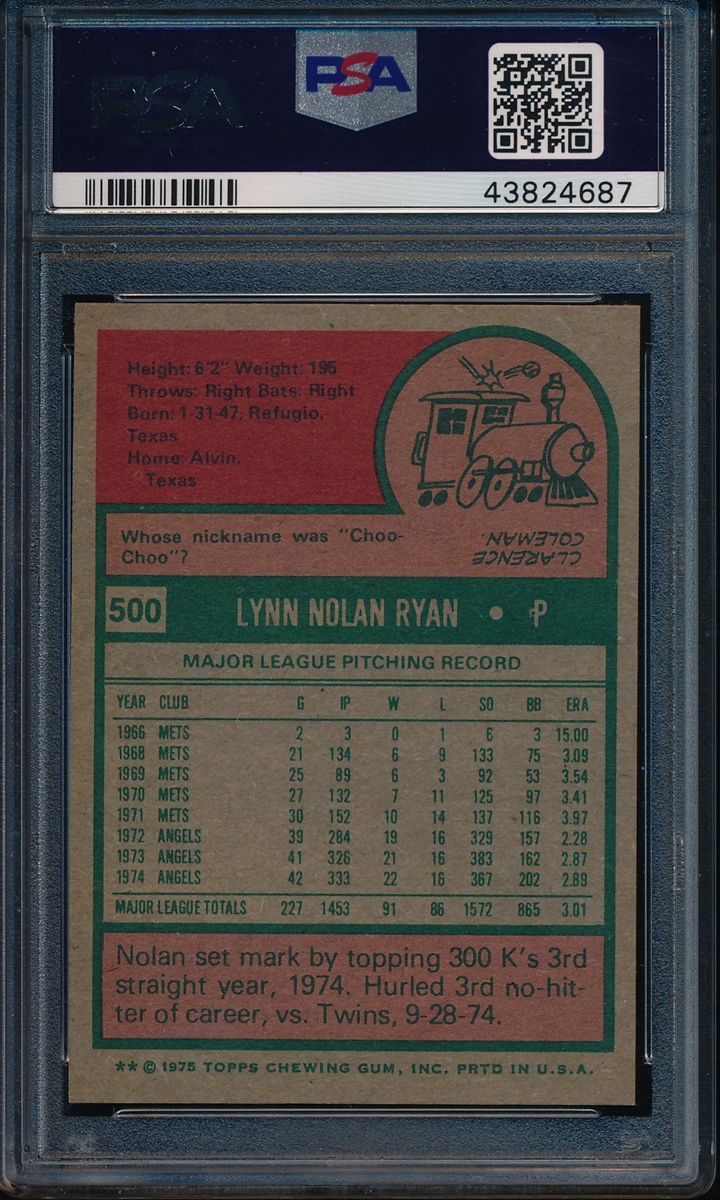 PSA
PSA
43824687
Height: 6'2" Weight: 195
Throws: Right Bats: Right
Born: 1-31-47, Refugio,
Texas
Home: Alvin,
Texas
Whose nickname was "Choo-
Choo"?
CLARENCE
COLEMAN.
500 LYNN NOLAN RYAN • P
MAJOR LEAGUE PITCHING RECORD
YEAR CLUB G IP W L SO BB ERA
1966 METS 2 3 0 1 6 3 15.00
1968 METS 21 134 6 9 133 75 3.09
1969 METS 25 89 6 3 92 53 3.54
1970 METS 27 132 7 11 125 97 3.41
1971 METS 30 152 10 14 137 116 3.97
1972 ANGELS 39 284 19 16 329 157 2.28
1973 ANGELS 41 326 21 16 383 162 2.87
1974 ANGELS 42 333 22 16 367 202 2.89
MAJOR LEAGUE TOTALS 227 1453 91 86 1572 865 3.01
Nolan set mark by topping 300 K's 3rd
straight year, 1974. Hurled 3rd no-hit-
ter of career, vs. Twins, 9-28-74.
** © 1975 TOPPS CHEWING GUM, INC. PRTD IN U.S.A.